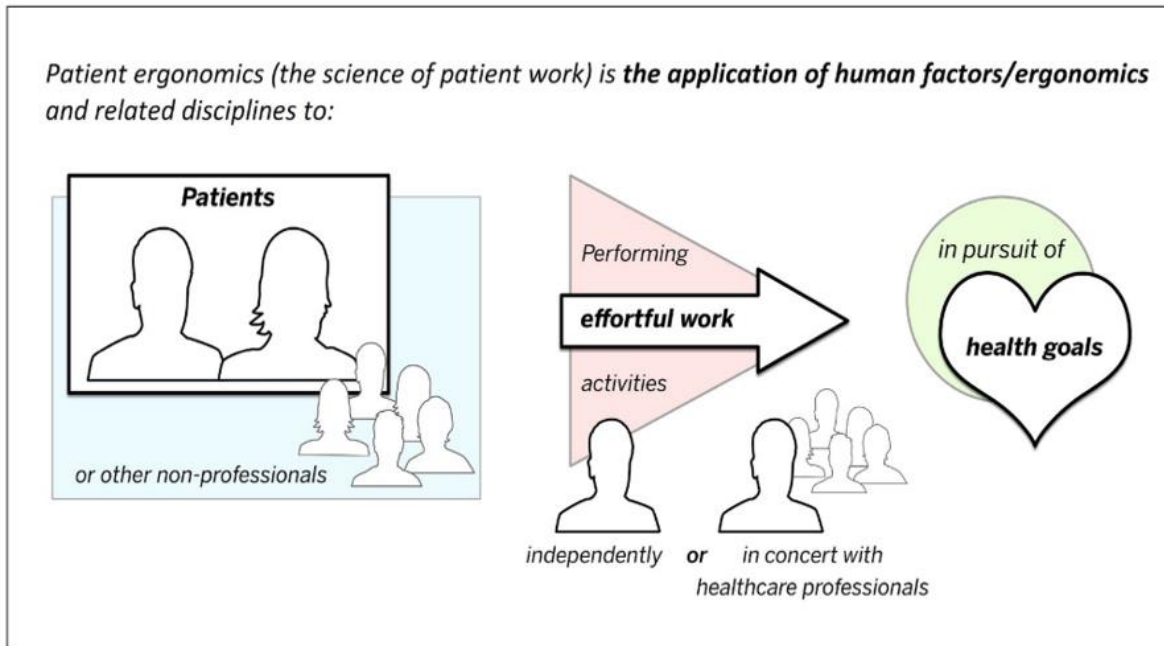 Patient ergonomics (the science of patient work) is the application of human factors/ergonomics
and related disciplines to:
Patients
or other non-professionals
Performing
effortful work
activities
independently or in concert with
healthcare professionals
in pursuit of
health goals